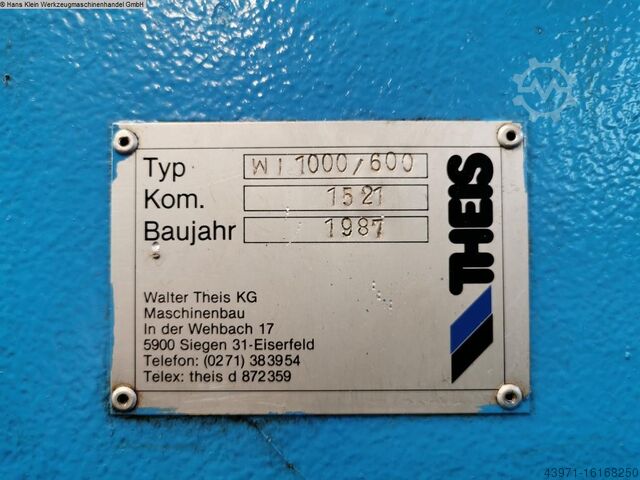 © Hans Klein Werkzeugmaschinenhandel GmbH
Typ WI 1000/600
Kom. 1521
Baujahr 1987
THEIS
Walter Theis KG
Maschinenbau
In der Wehbach 17
5900 Siegen 31-Eiserfeld
Telefon: (0271) 383954
Telex: theis d 872359
43971-16168250